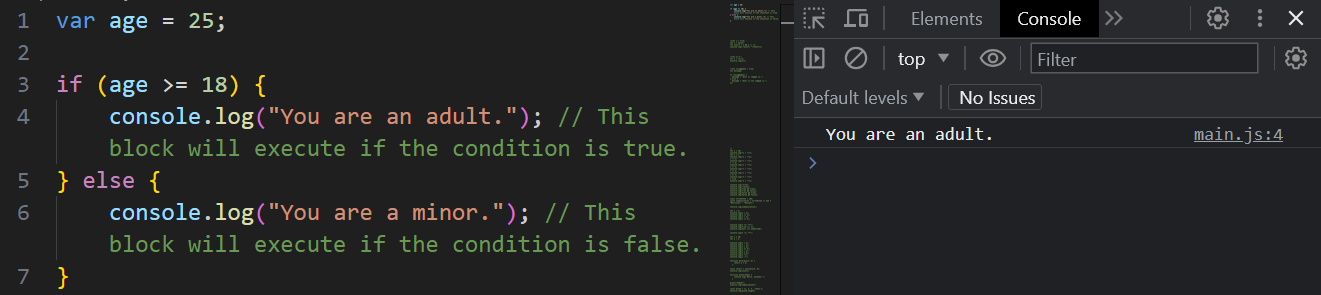 1 var age = 25;
2
3 if (age >= 18) {
4 console.log("You are an adult."); // This
block will execute if the condition is true.
5 } else {
6 console.log("You are a minor."); // This
block will execute if the condition is false.
7 }
Elements Console
top Filter
Default levels No Issues
You are an adult. main.js:4